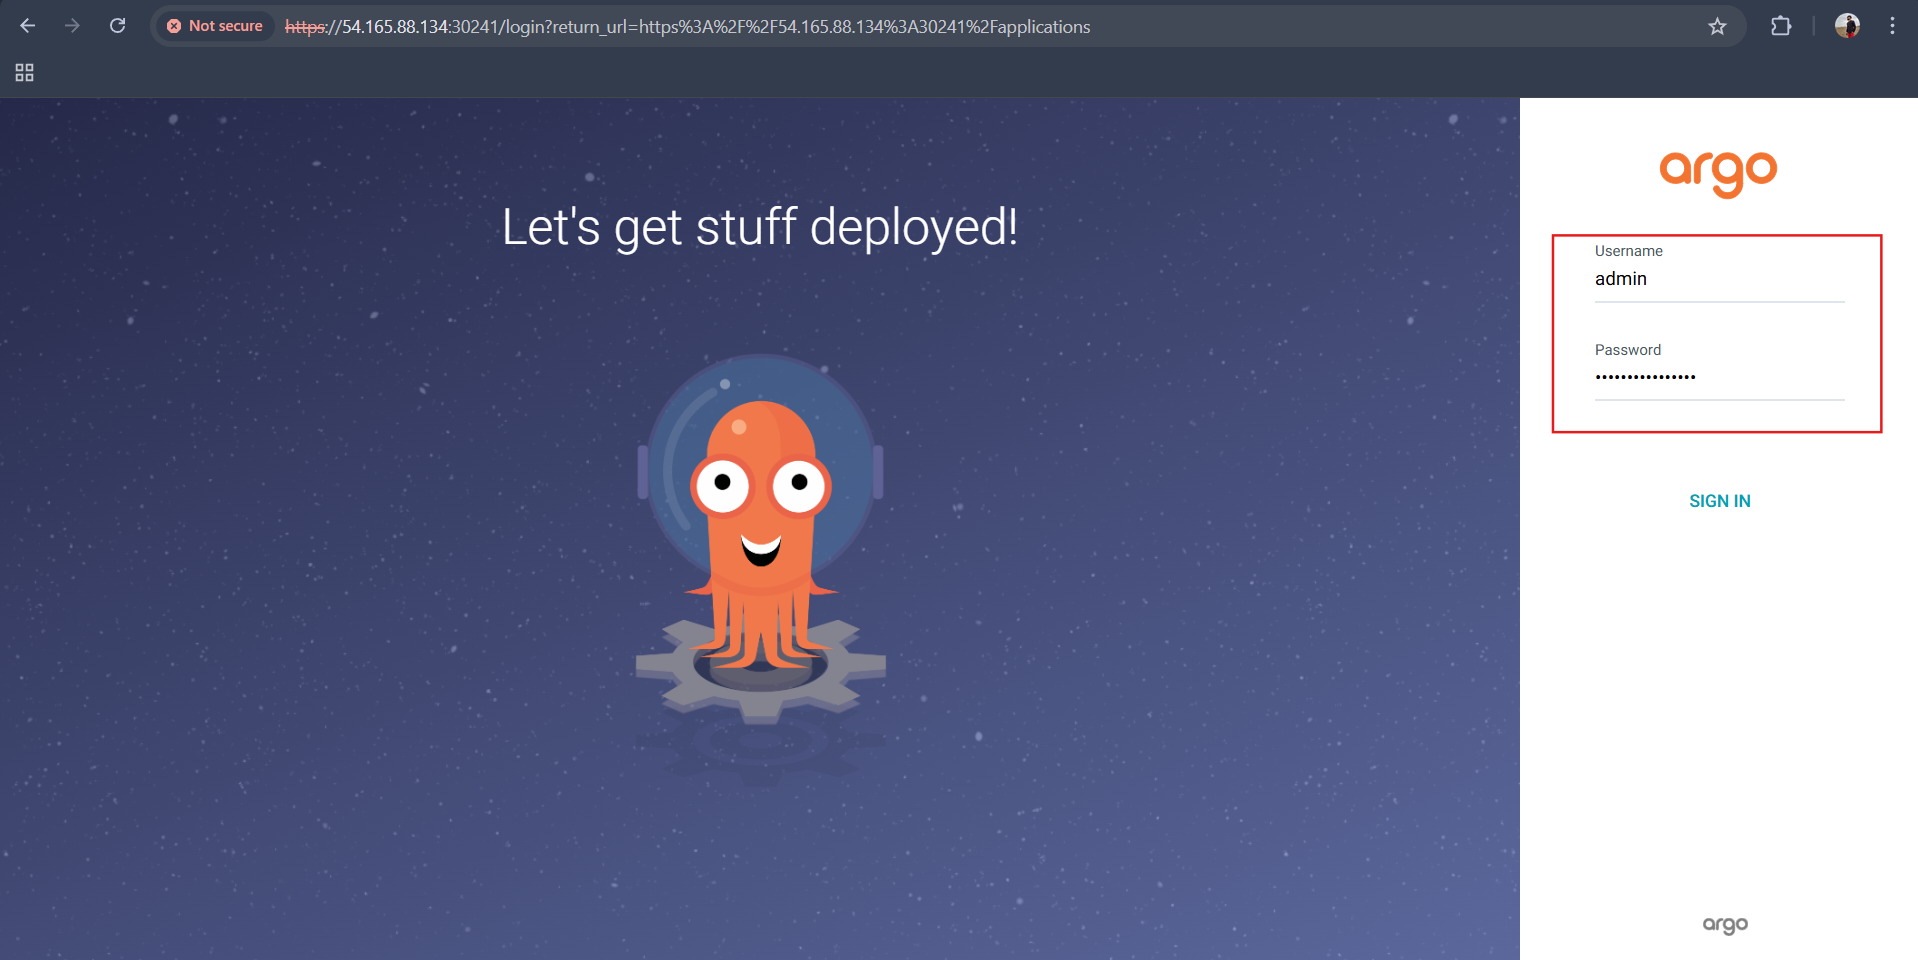 Not secure https://54.165.88.134:30241/login?return_url=https%3A%2F%2F54.165.88.134%3A30241%2Fapplications
Let's get stuff deployed!
argo
Username
admin
Password
••••••••••••••••
SIGN IN
argo